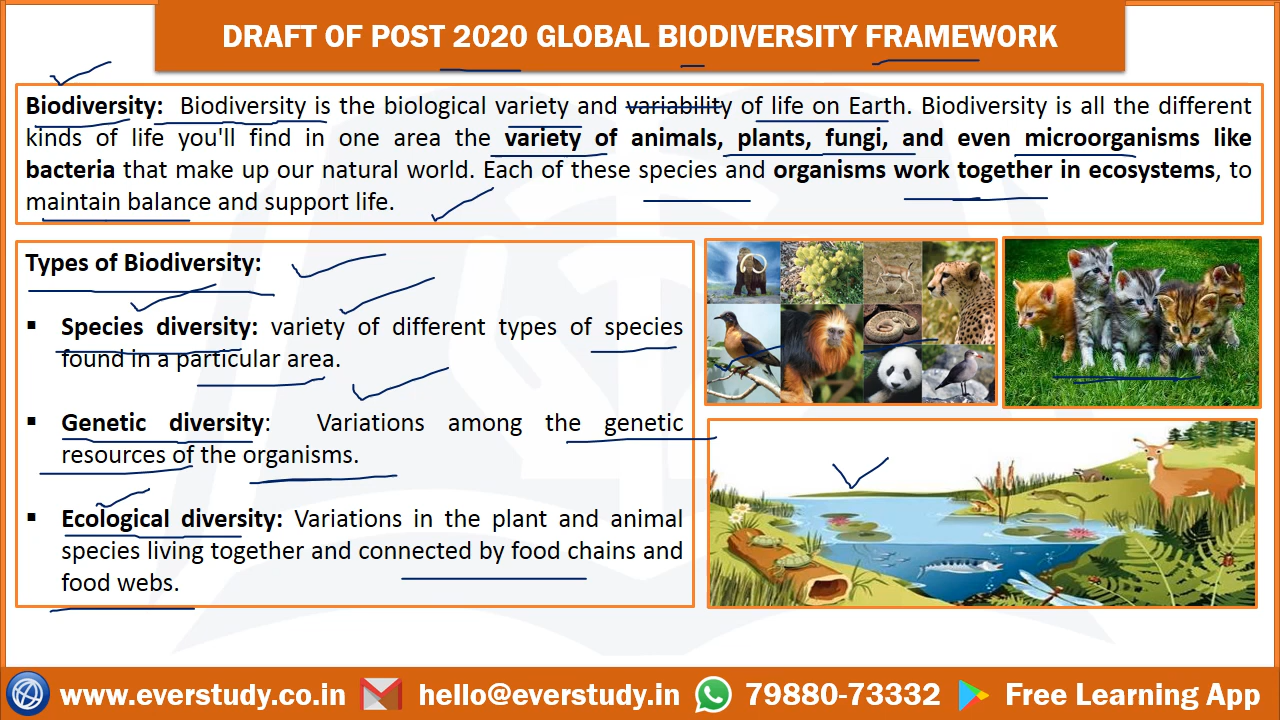 DRAFT OF POST 2020 GLOBAL BIODIVERSITY FRAMEWORK
Biodiversity: Biodiversity is the biological variety and variability of life on Earth. Biodiversity is all the different
kinds of life you'll find in one area the variety of animals, plants, fungi, and even microorganisms like
bacteria that make up our natural world. Each of these species and organisms work together in ecosystems, to
maintain balance and support life.
Types of Biodiversity:
▪ Species diversity: variety of different types of species
found in a particular area.
▪ Genetic diversity: Variations among the genetic
resources of the organisms.
▪ Ecological diversity: Variations in the plant and animal
species living together and connected by food chains and
food webs.
www.everstudy.co.in hello@everstudy.in 79880-73332 Free Learning App